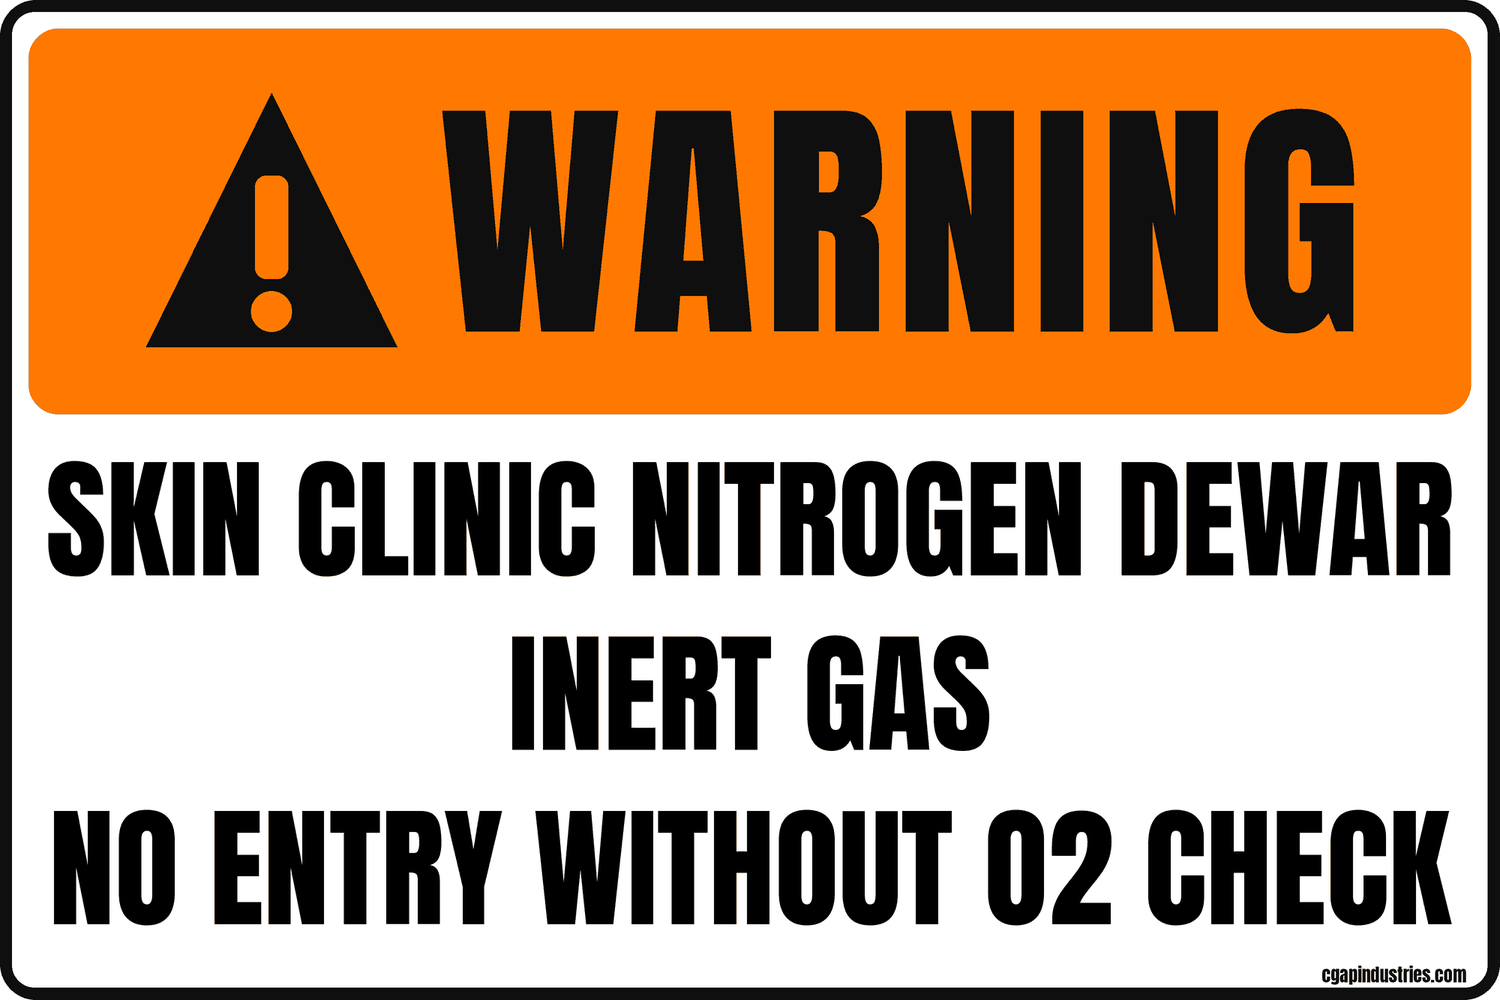 WARNING
SKIN CLINIC NITROGEN DEWAR
INERT GAS
NO ENTRY WITHOUT O2 CHECK
cgapindustries.com